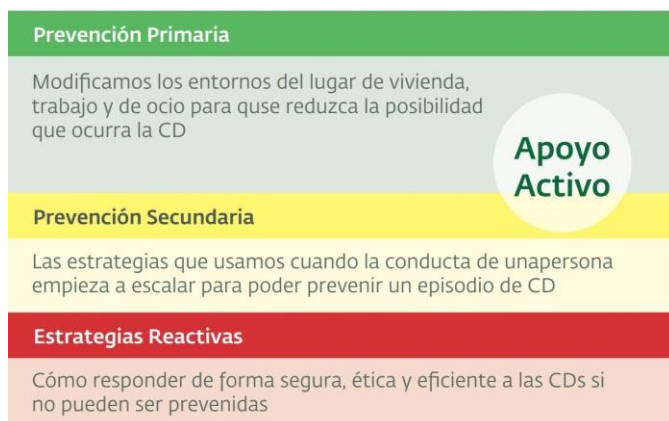 Prevención Primaria
Modificamos los entornos del lugar de vivienda,
trabajo y de ocio para quse reduzca la posibilidad
que ocurra la CD
Apoyo
Activo
Prevención Secundaria
Las estrategias que usamos cuando la conducta de unapersona
empieza a escalar para poder prevenir un episodio de CD
Estrategias Reactivas
Cómo responder de forma segura, ética y eficiente a las CDs si
no pueden ser prevenidas